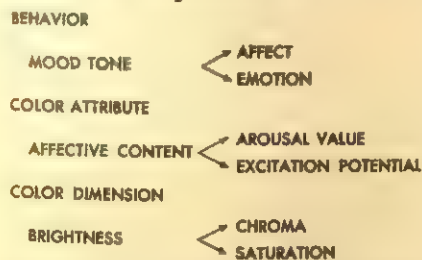 BEHAVIOR
AFFECT
MOOD TONE
EMOTION
COLOR ATTRIBUTE
AROUSAL VALUE
AFFECTIVE CONTENT
EXCITATION POTENTIAL
COLOR DIMENSION
CHROMA
BRIGHTNESS
SATURATION